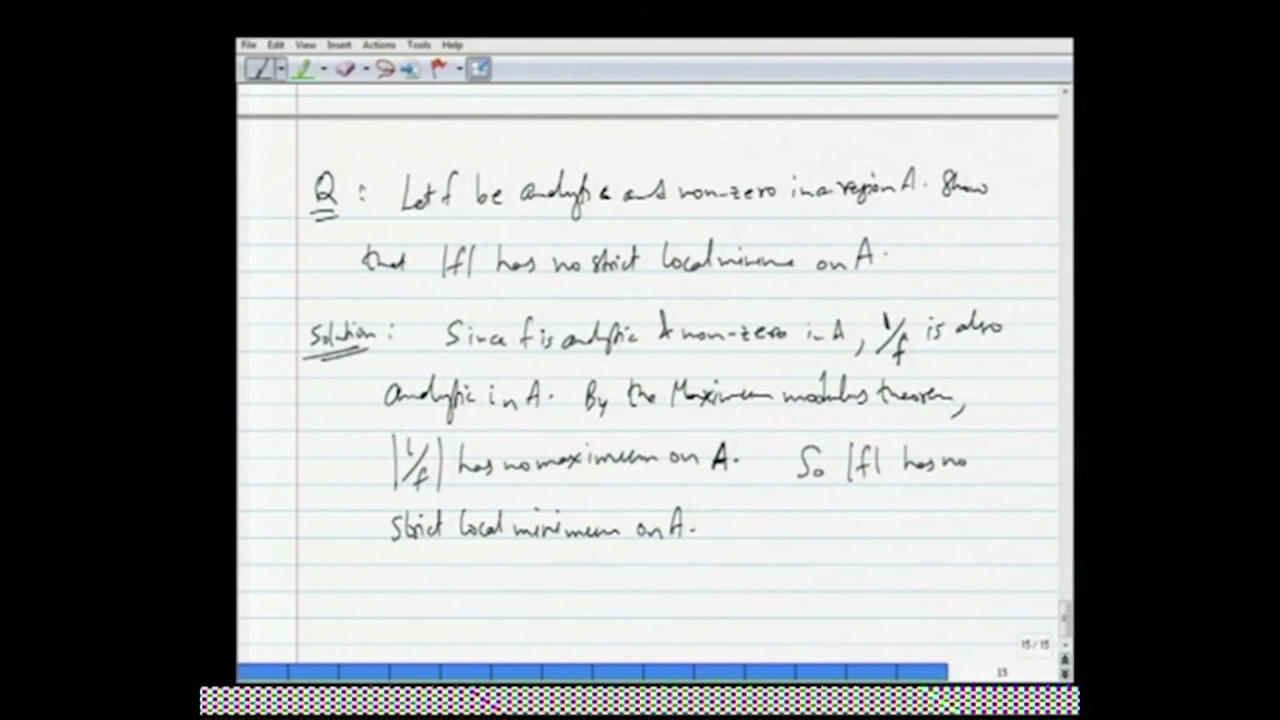 File Edit View Insert Actions Tools Help
Q : Let f be analytic and non-zero in a region A. Show
that |f| has no strict local minimum on A.
Solution : Since f is analytic & non-zero in A, 1/f is also
analytic in A. By the Maximum modulus theorem,
|1/f| has no maximum on A. So |f| has no
strict local minimum on A.
15/15
15